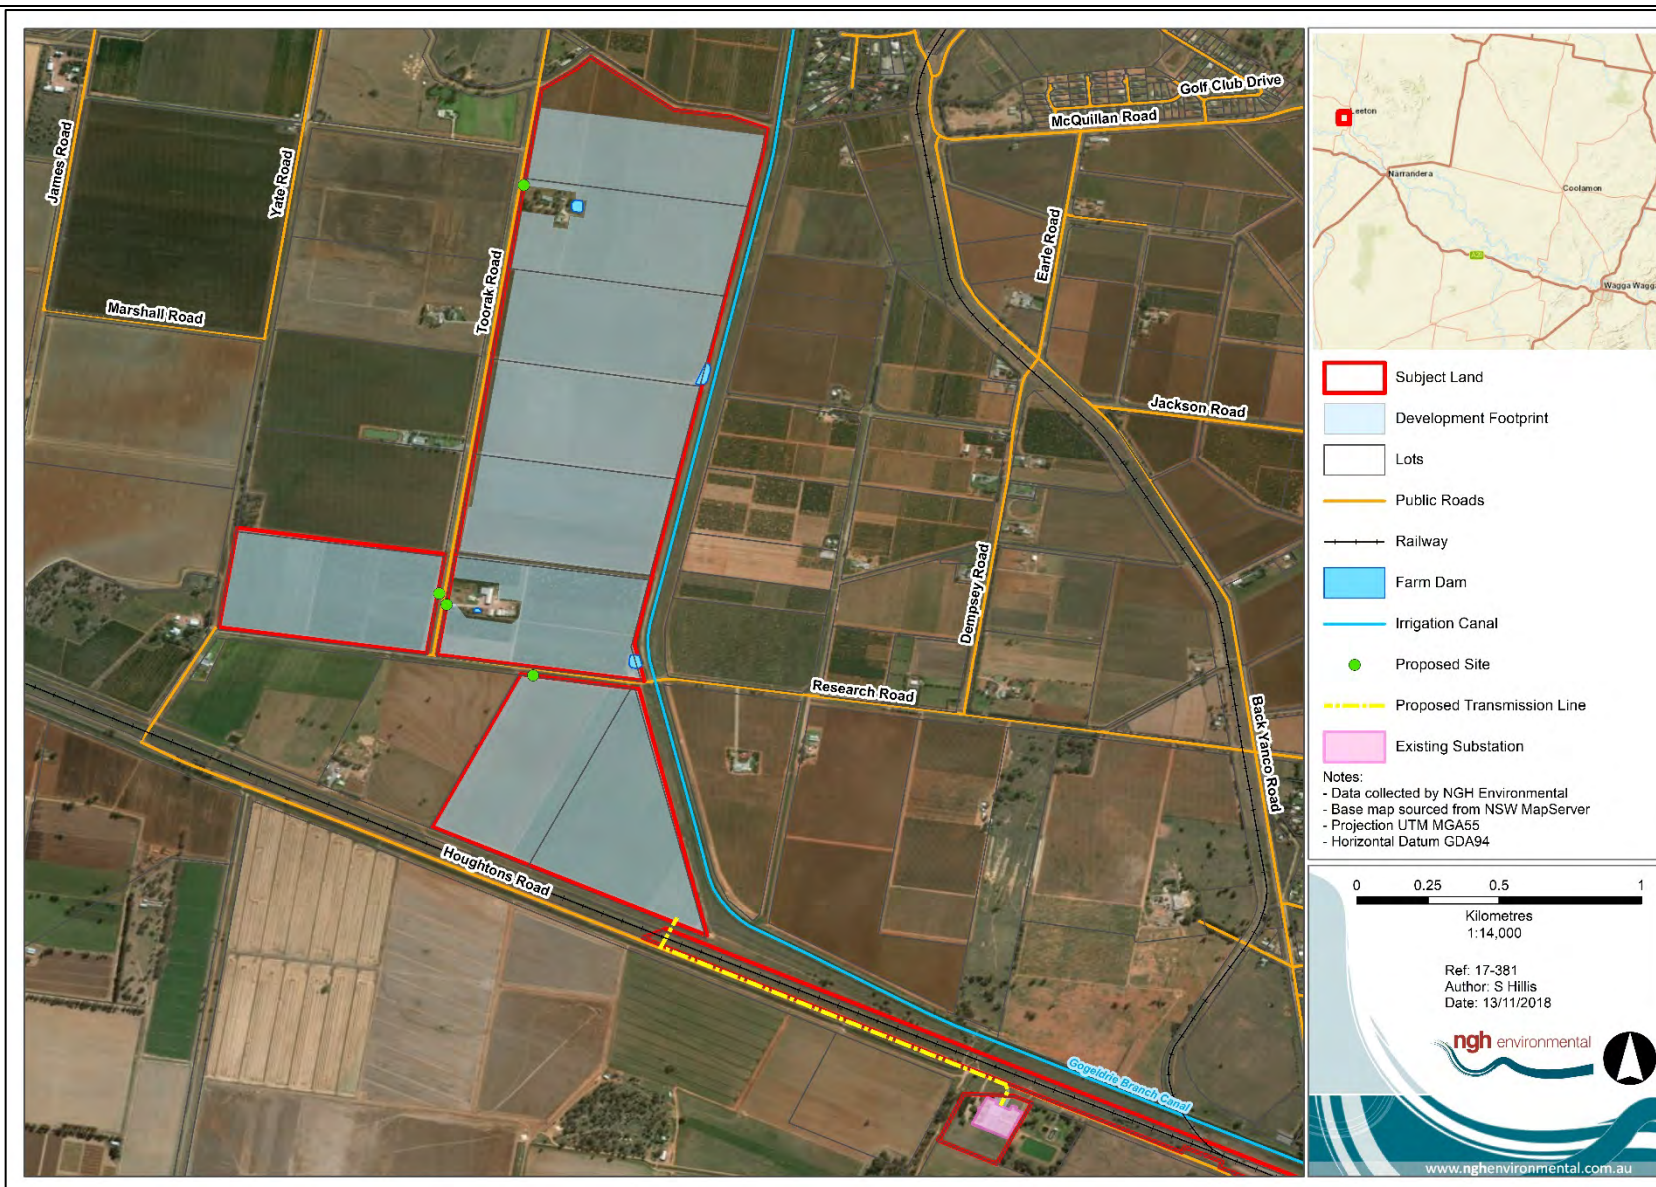 Golf Club Drive
McQuillan Road
James Road
Yate Road
Earle Road
Toorak Road
Marshall Road
Jackson Road
Dempsey Road
Research Road
Back Yanco Road
Houghtons Road
Gogeldrie Branch Canal
Leeton
Narrandera
Coolamon
A20
Wagga Wagg
Subject Land
Development Footprint
Lots
Public Roads
Railway
Farm Dam
Irrigation Canal
Proposed Site
Proposed Transmission Line
Existing Substation
Notes:
- Data collected by NGH Environmental
- Base map sourced from NSW MapServer
- Projection UTM MGA55
- Horizontal Datum GDA94
0 0.25 0.5 1
Kilometres
1:14,000
Ref: 17-381
Author: S Hillis
Date: 13/11/2018
ngh environmental
www.nghenvironmental.com.au